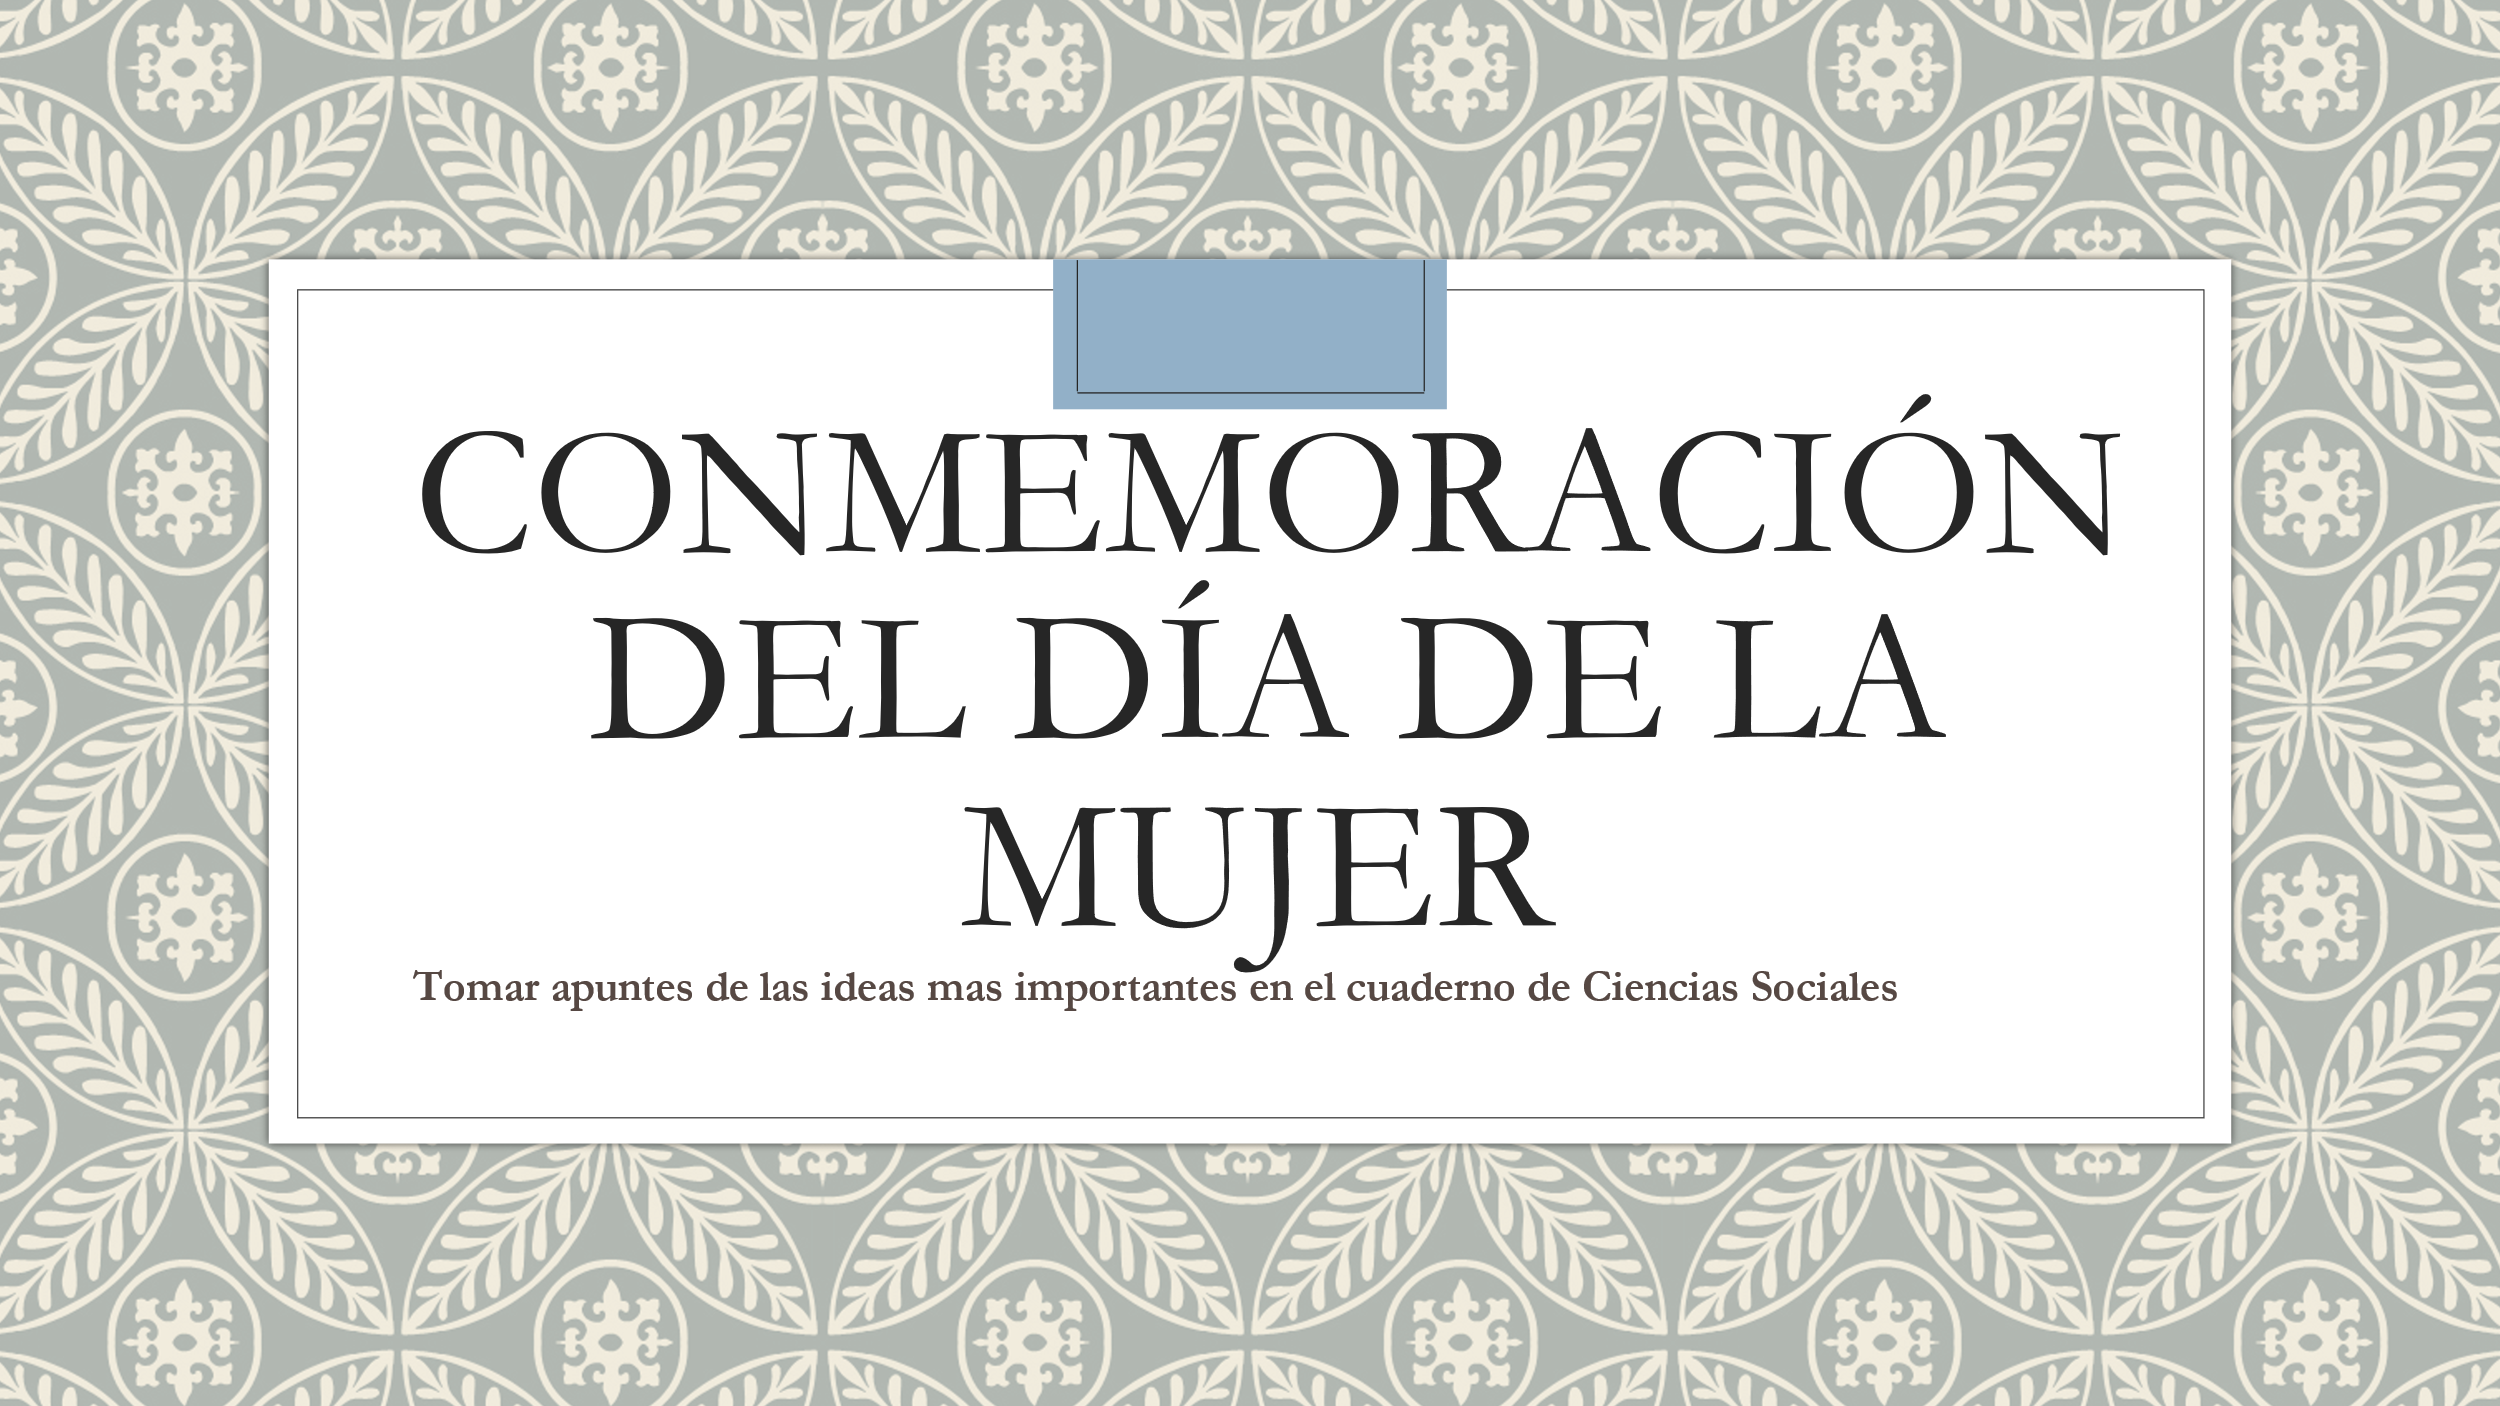 CONMEMORACIÓN
DEL DÍA DE LA
MUJER
Tomar apuntes de las ideas mas importantes en el cuaderno de Ciencias Sociales